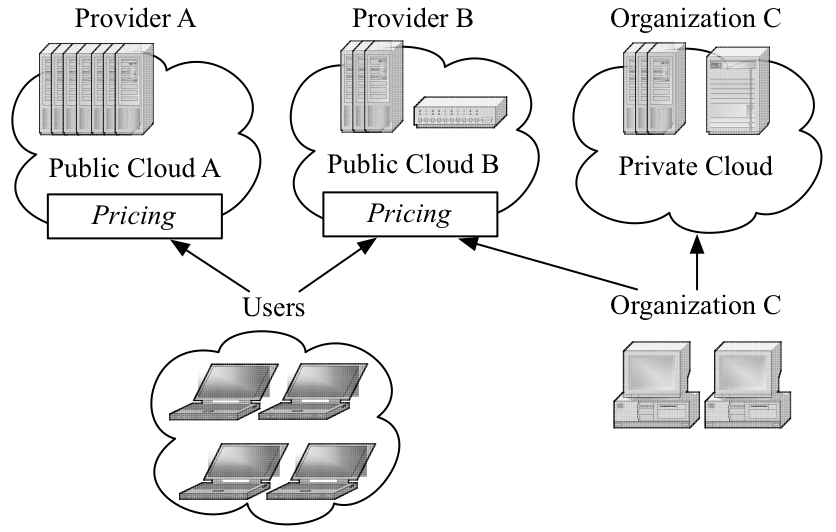 Provider A
Provider B
Organization C
Public Cloud A
Public Cloud B
Private Cloud
Pricing
Pricing
Users
Organization C